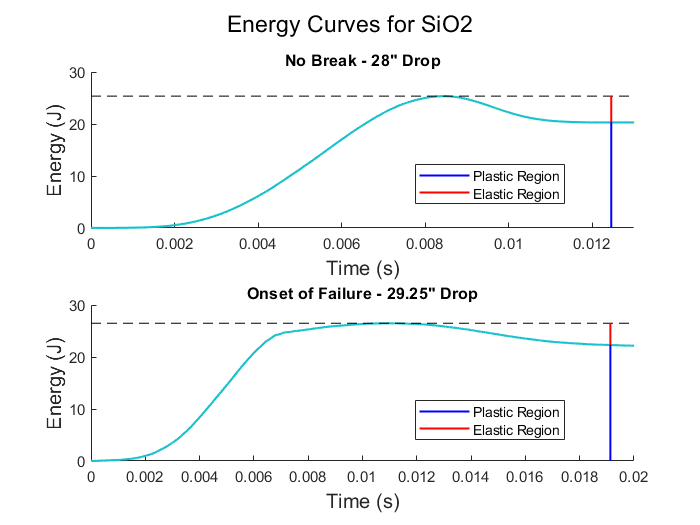 Energy Curves for SiO2
No Break - 28" Drop
30
20
10
0
Energy (J)
Plastic Region
Elastic Region
0 0.002 0.004 0.006 0.008 0.01 0.012
Time (s)
Onset of Failure - 29.25" Drop
30
20
10
0
Energy (J)
Plastic Region
Elastic Region
0 0.002 0.004 0.006 0.008 0.01 0.012 0.014 0.016 0.018 0.02
Time (s)